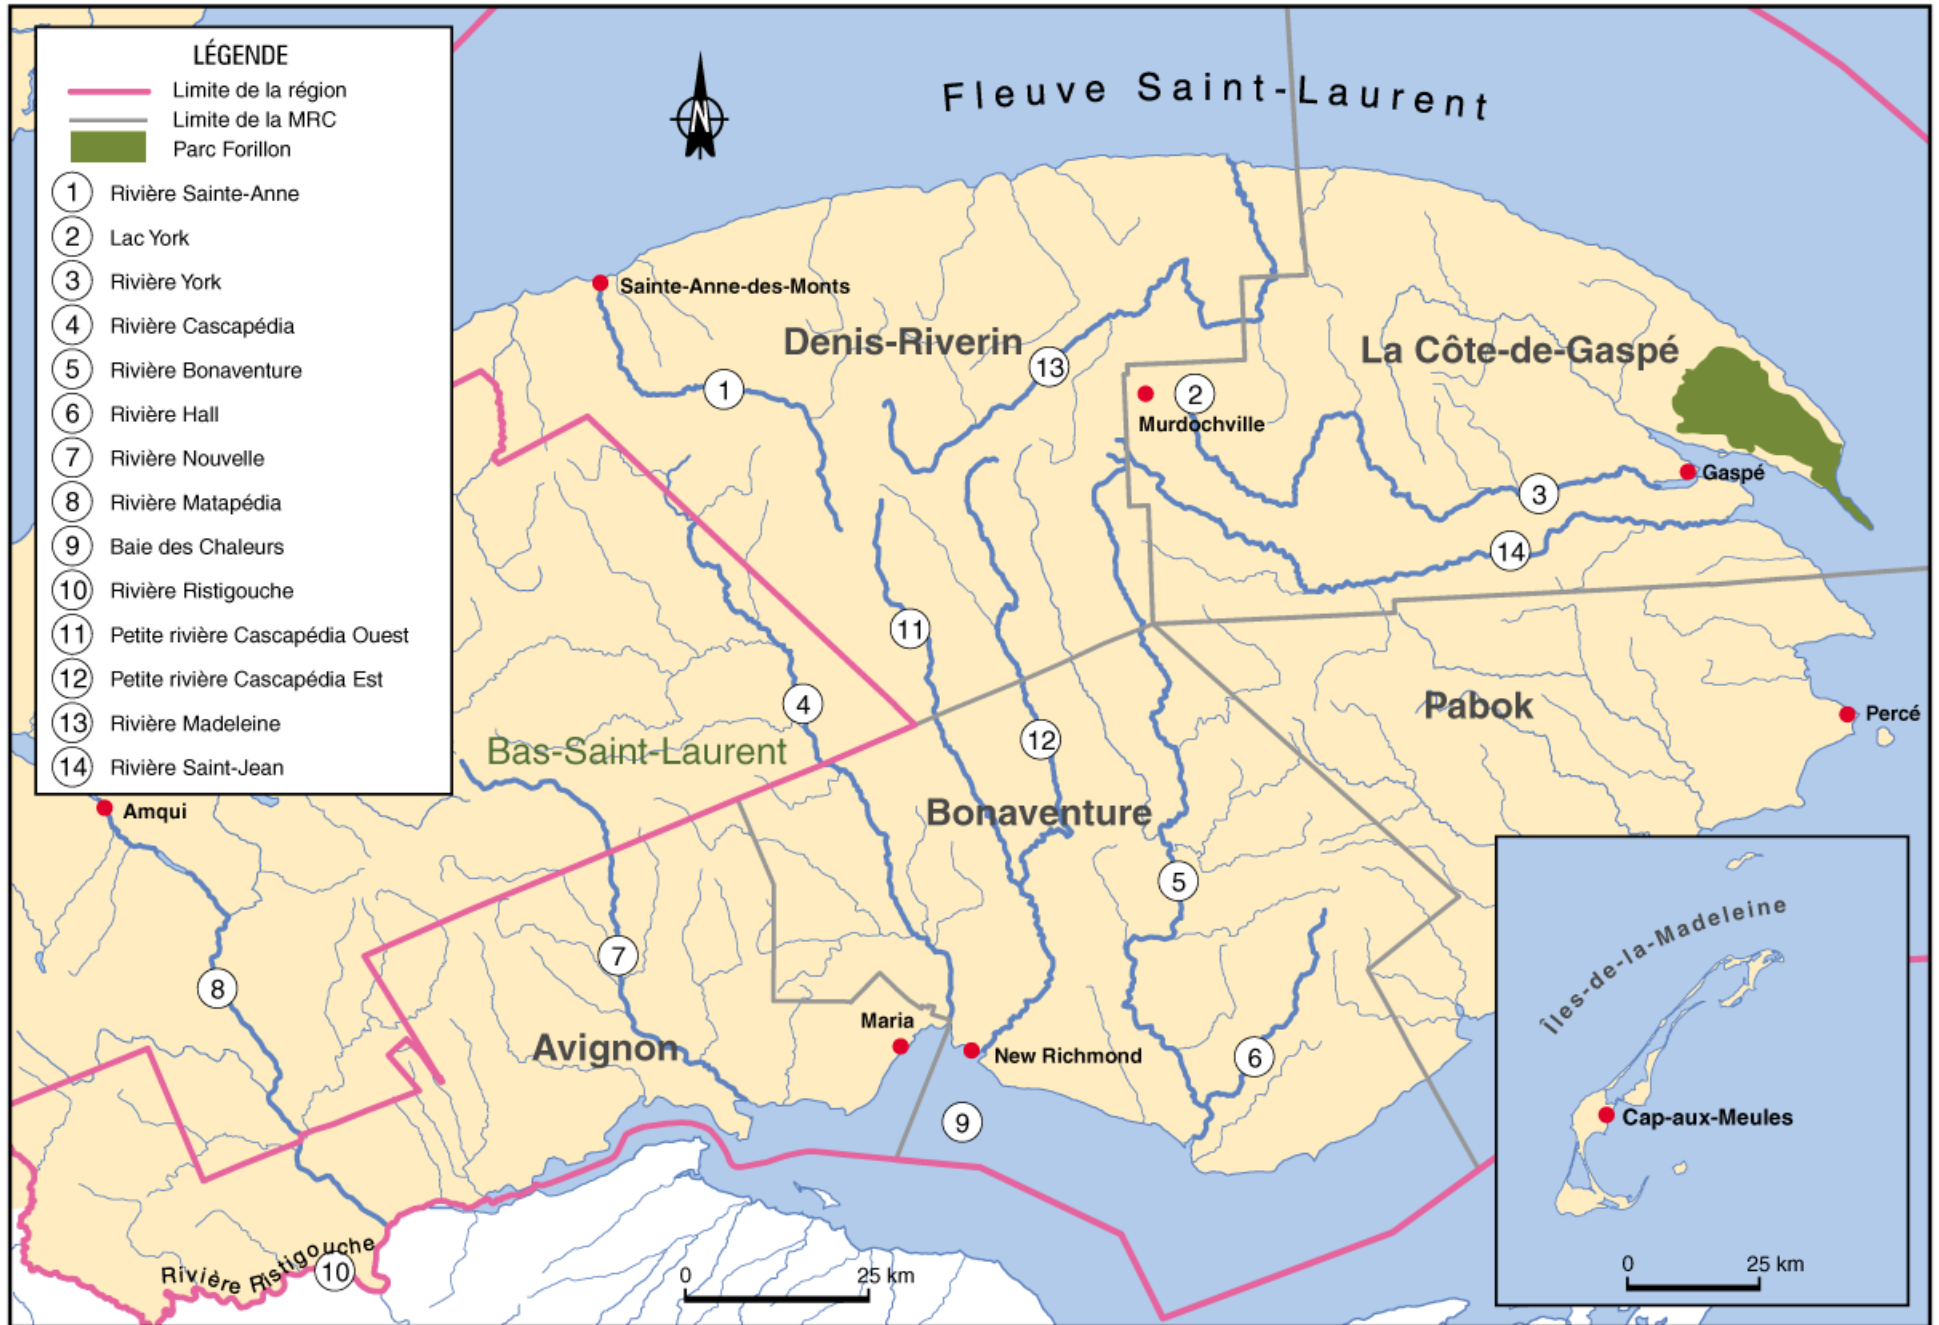 LÉGENDE
Limite de la région
Limite de la MRC
Parc Forillon
1 Rivière Sainte-Anne
2 Lac York
3 Rivière York
4 Rivière Cascapédia
5 Rivière Bonaventure
6 Rivière Hall
7 Rivière Nouvelle
8 Rivière Matapédia
9 Baie des Chaleurs
10 Rivière Ristigouche
11 Petite rivière Cascapédia Ouest
12 Petite rivière Cascapédia Est
13 Rivière Madeleine
14 Rivière Saint-Jean
N
Fleuve Saint-Laurent
Sainte-Anne-des-Monts
Denis-Riverin
La Côte-de-Gaspé
13
1
2
Murdochville
Gaspé
3
14
11
4
12
Pabok
Percé
Bas-Saint-Laurent
Amqui
Bonaventure
5
7
8
Maria
Avignon
New Richmond
6
9
Rivière Ristigouche
10
0 25 km
Îles-de-la-Madeleine
Cap-aux-Meules
0 25 km